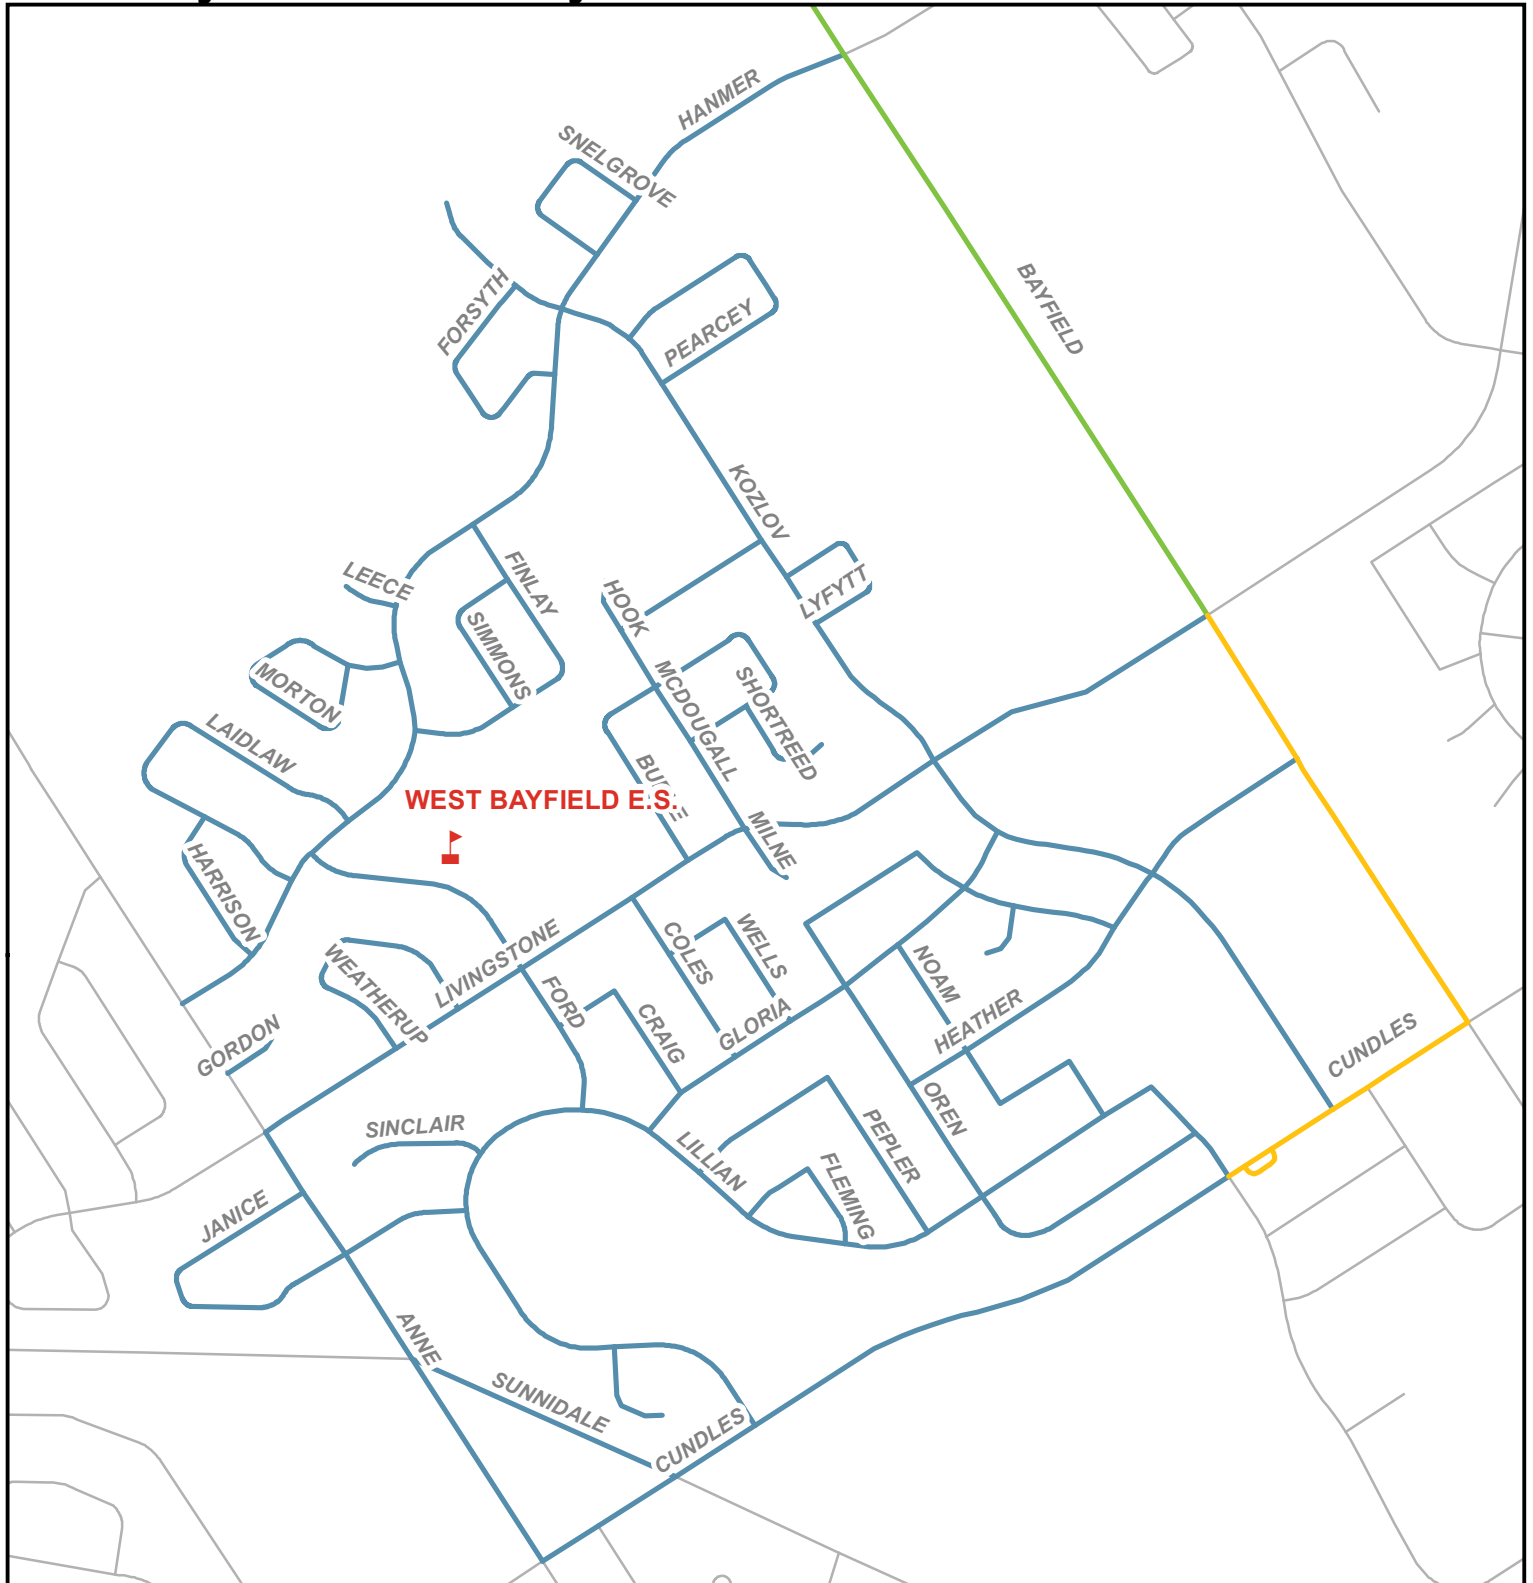 HANMER
SNELGROVE
BAYFIELD
FORSYTH
PEARCEY
KOZLOV
LEECE
FINLAY
LYFYTT
HOOK
SIMMONS
MORTON
MCDOUGALL
SHORTREED
LAIDLAW
WEST BAYFIELD E.S.
MILNE
HARRISON
LIVINGSTONE
WEATHERUP
COLES
WELLS
NOAM
FORD
CRAIG
GLORIA
HEATHER
GORDON
CUNDLES
SINCLAIR
OREN
LILLIAN
PEPLER
FLEMING
JANICE
ANNE
SUNNIDALE
CUNDLES